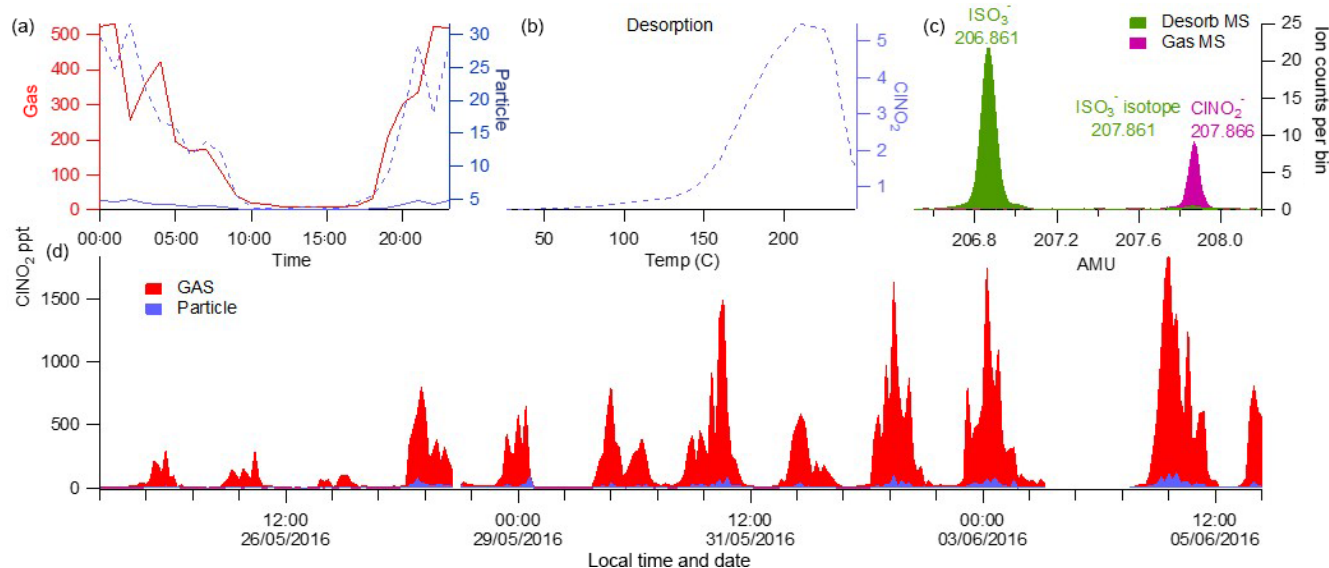 (a)
500
400
300
200
100
0
Gas
30
25
20
15
10
5
Particle
00:00 05:00 10:00 15:00 20:00
Time
(b) Desorption
5
4
3
2
1
ClNO₂
50 100 150 200
Temp (C)
(c)
ISO₃⁻
206.861
Desorb MS
Gas MS
ISO₃⁻ isotope
207.861
ClNO₂⁻
207.866
25
20
15
10
5
0
Ion counts per bin
206.8 207.2 207.6 208.0
AMU
(d)
ClNO₂ ppt
1500
1000
500
0
GAS
Particle
12:00 00:00 12:00 00:00 12:00
26/05/2016 29/05/2016 31/05/2016 03/06/2016 05/06/2016
Local time and date